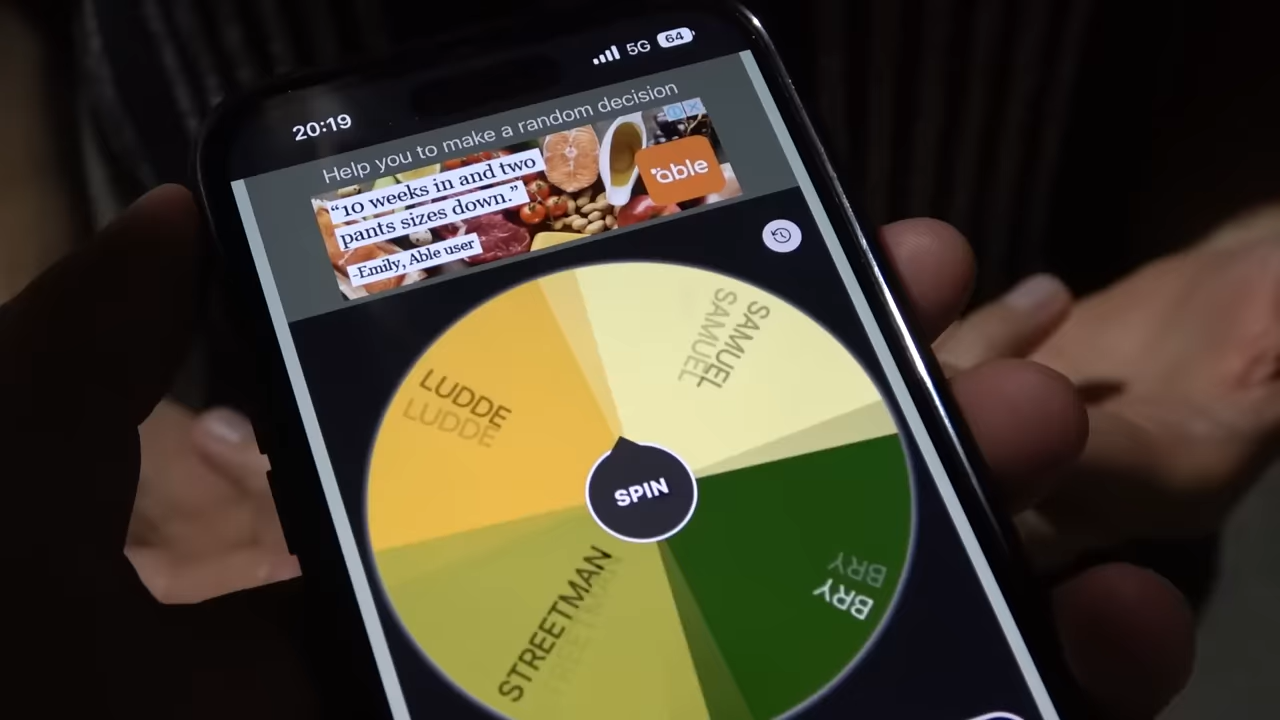 20:19
5G 64
Help you to make a random decision
“10 weeks in and two
pants sizes down.”
-Emily, Able user
able
SAMUEL
SAMUEL
LUDDE
LUDDE
SPIN
STREETMAN
STREETMAN
BRY
BRY